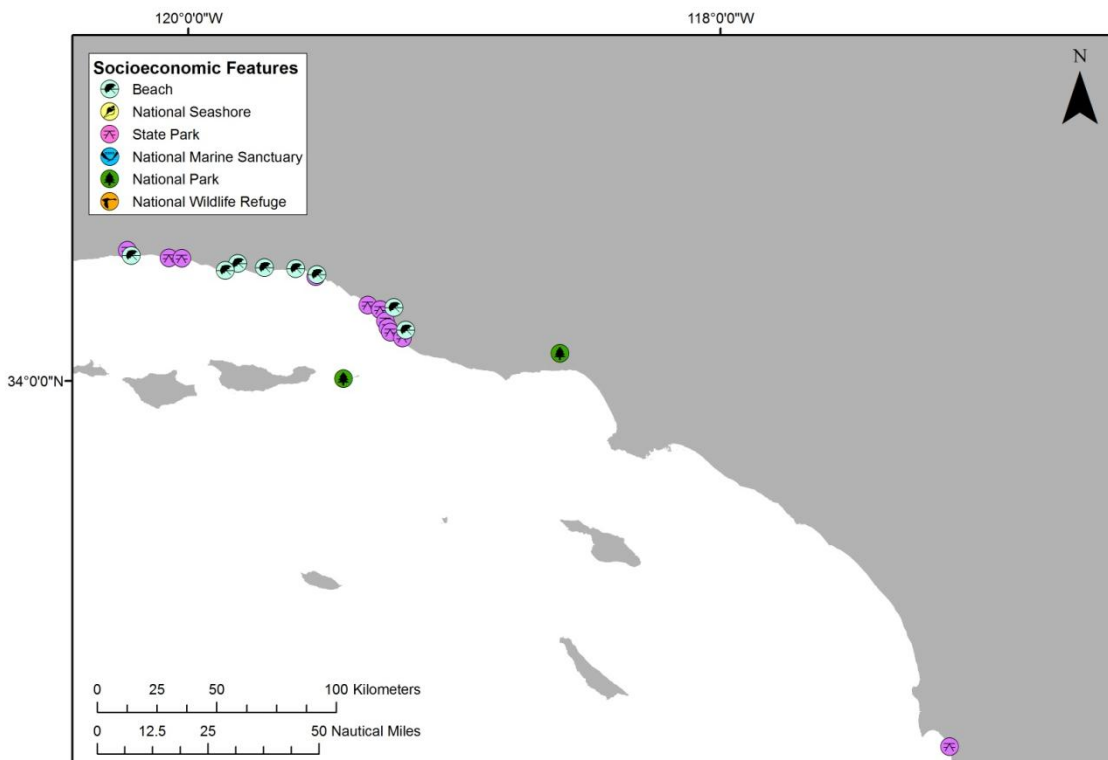 120°0'0"W 118°0'0"W
N
Socioeconomic Features
Beach
National Seashore
State Park
National Marine Sanctuary
National Park
National Wildlife Refuge
34°0'0"N
0 25 50 100 Kilometers
0 12.5 25 50 Nautical Miles